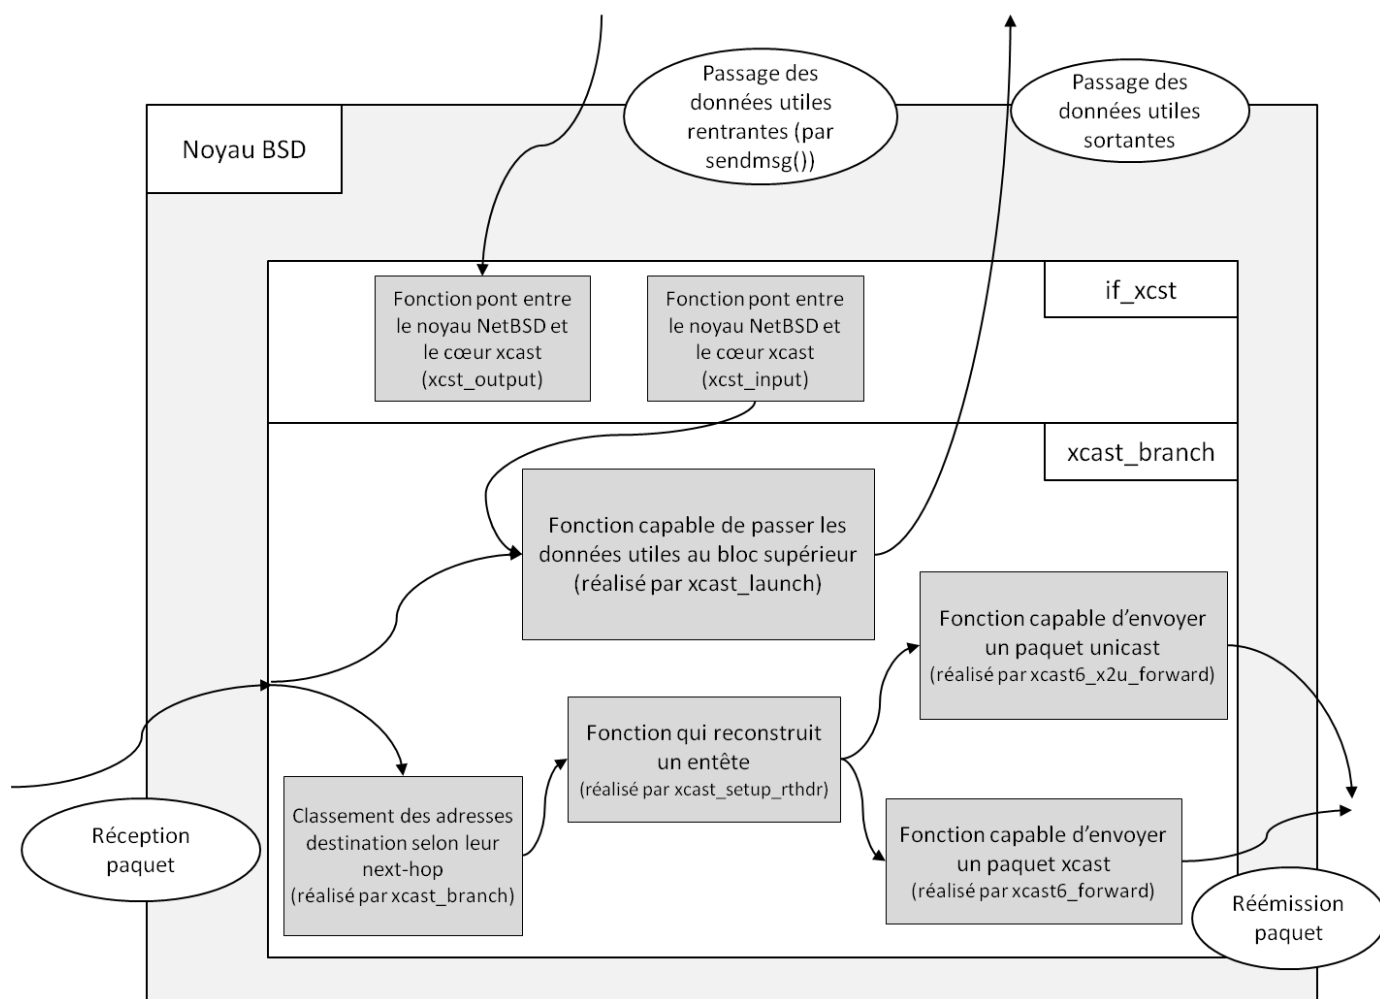 Passage des
données utiles
rentrantes (par
sendmsg())
Passage des
données utiles
sortantes
Noyau BSD
Fonction pont entre
le noyau NetBSD et
le cœur xcast
(xcst_output)
Fonction pont entre
le noyau NetBSD et
le cœur xcast
(xcst_input)
if_xcst
xcast_branch
Fonction capable de passer les
données utiles au bloc supérieur
(réalisé par xcast_launch)
Fonction capable d’envoyer
un paquet unicast
(réalisé par xcast6_x2u_forward)
Fonction qui reconstruit
un entête
(réalisé par xcast_setup_rthdr)
Classement des adresses
destination selon leur
next-hop
(réalisé par xcast_branch)
Fonction capable d’envoyer
un paquet xcast
(réalisé par xcast6_forward)
Réception
paquet
Réémission
paquet